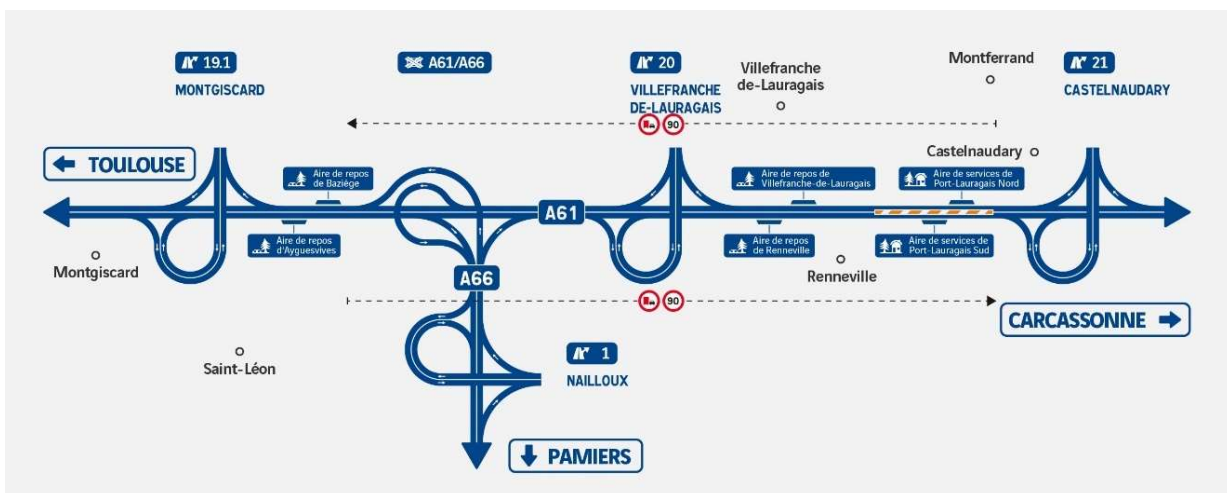 19.1
MONTGISCARD
A61/A66
20
VILLEFRANCHE
DE-LAURAGAIS
Villefranche
de-Lauragais
Montferrand
21
CASTELNAUDARY
90
TOULOUSE
Castelnaudary
Aire de repos
de Baziège
Aire de repos de
Villefranche-de-Lauragais
Aire de services de
Port-Lauragais Nord
A61
Aire de repos
d'Ayguesvives
Aire de repos
de Renneville
Aire de services de
Port-Lauragais Sud
Montgiscard
Renneville
A66
90
CARCASSONNE
Saint-Léon
1
NAILLOUX
PAMIERS